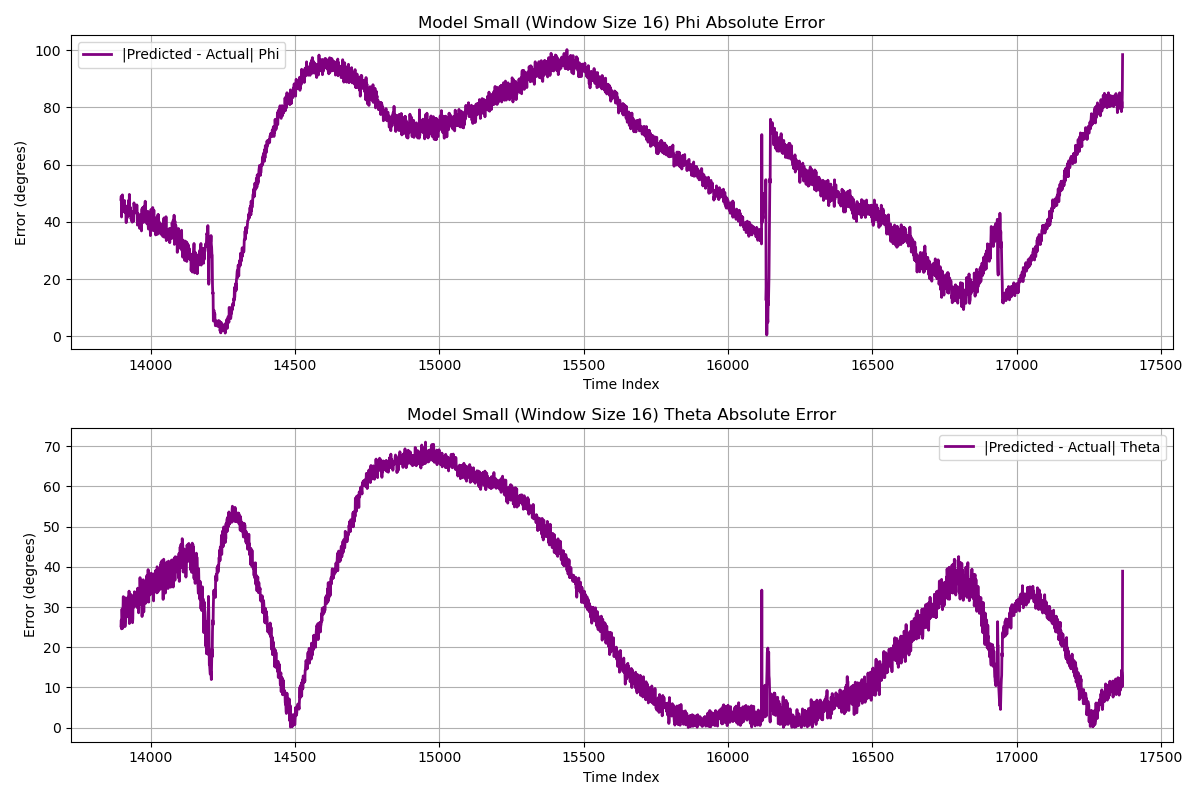 Model Small (Window Size 16) Phi Absolute Error
|Predicted - Actual| Phi
Error (degrees)
100
80
60
40
20
0
14000 14500 15000 15500 16000 16500 17000 17500
Time Index
Model Small (Window Size 16) Theta Absolute Error
|Predicted - Actual| Theta
Error (degrees)
70
60
50
40
30
20
10
0
14000 14500 15000 15500 16000 16500 17000 17500
Time Index